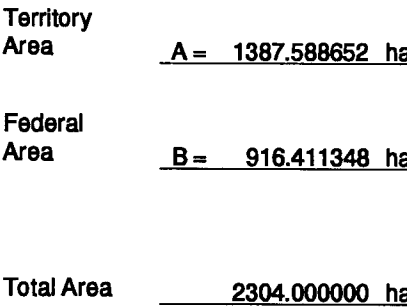 Territory
Area A = 1387.588652 ha
Federal
Area B = 916.411348 ha
Total Area 2304.000000 ha